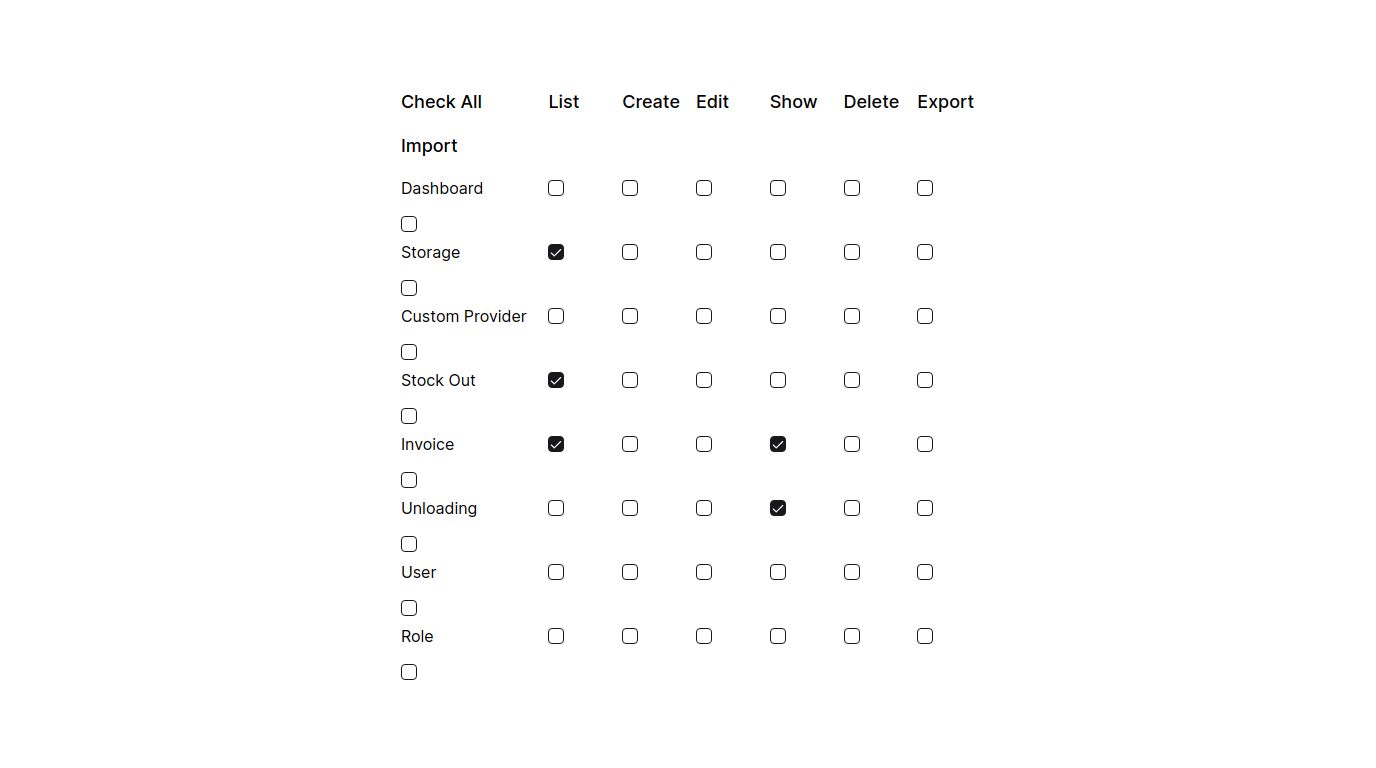 Check All List Create Edit Show Delete Export
Import
Dashboard
Storage
Custom Provider
Stock Out
Invoice
Unloading
User
Role